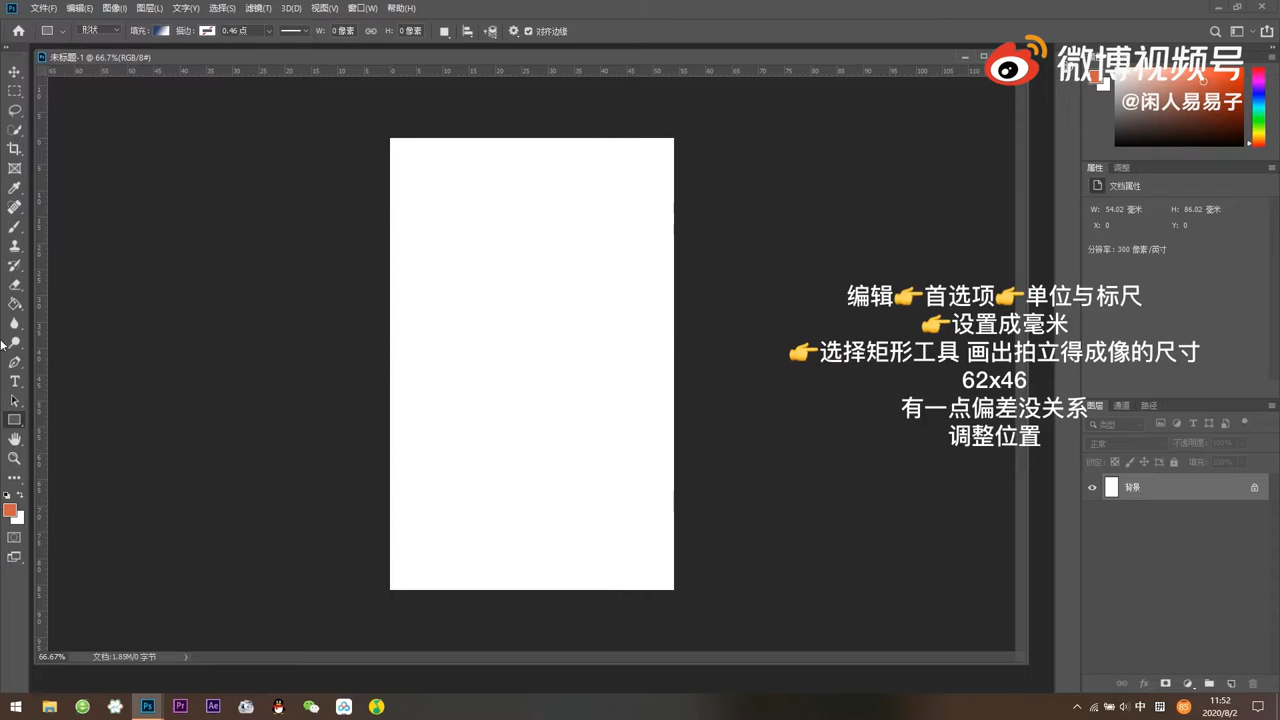 文件(F) 编辑(E) 图像(I) 图层(L) 文字(Y) 选择(S) 滤镜(T) 3D(D) 视图(V) 窗口(W) 帮助(H)
形状 填充: 描边: 0.46 点 W: 0 像素 H: 0 像素 对齐边缘
未标题-1 @ 66.7%(RGB/8#)
微博视频号
@闲人易易子
属性 调整
文档属性
W: 54.02 毫米 H: 86.02 毫米
X: 0 Y: 0
分辨率: 300 像素/英寸
编辑👉首选项👉单位与标尺
👉设置成毫米
👉选择矩形工具 画出拍立得成像的尺寸
62x46
有一点偏差没关系
调整位置
图层 通道 路径
类型
正常 不透明度: 100%
锁定: 填充: 100%
背景
66.67% 文档:1.85M/0 字节
中 拼 65
11:52
2020/8/2